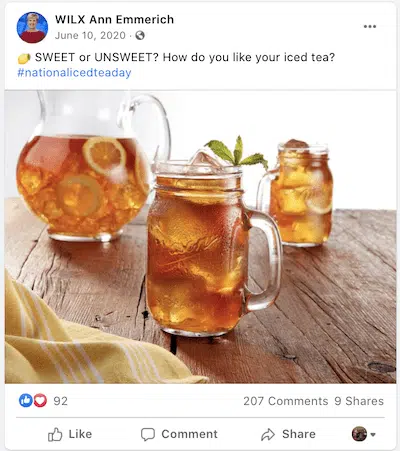 WILX Ann Emmerich
June 10, 2020 ·
🍋 SWEET or UNSWEET? How do you like your iced tea?
#nationalicedteaday
92
207 Comments 9 Shares
Like Comment Share